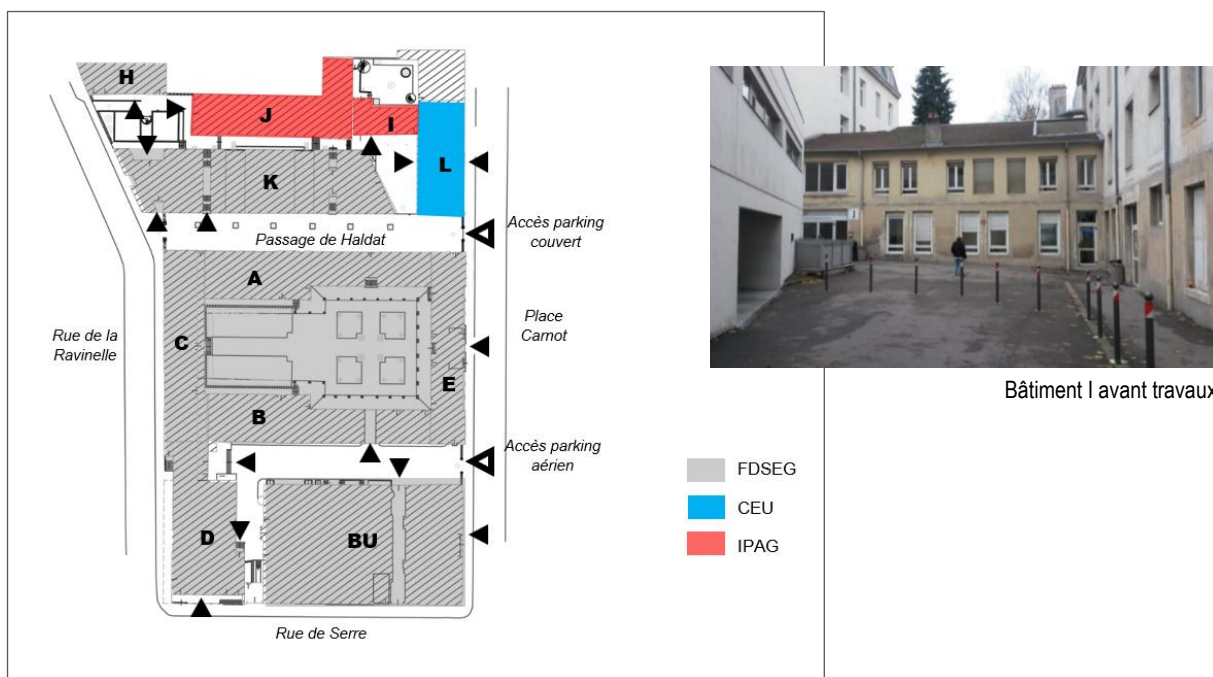 H
J
I
L
K
Accès parking
couvert
Passage de Haldat
A
Place
Carnot
Rue de la
Ravinelle
C
E
B
Accès parking
aérien
D
BU
Rue de Serre
J
Bâtiment I avant travaux
FDSEG
CEU
IPAG